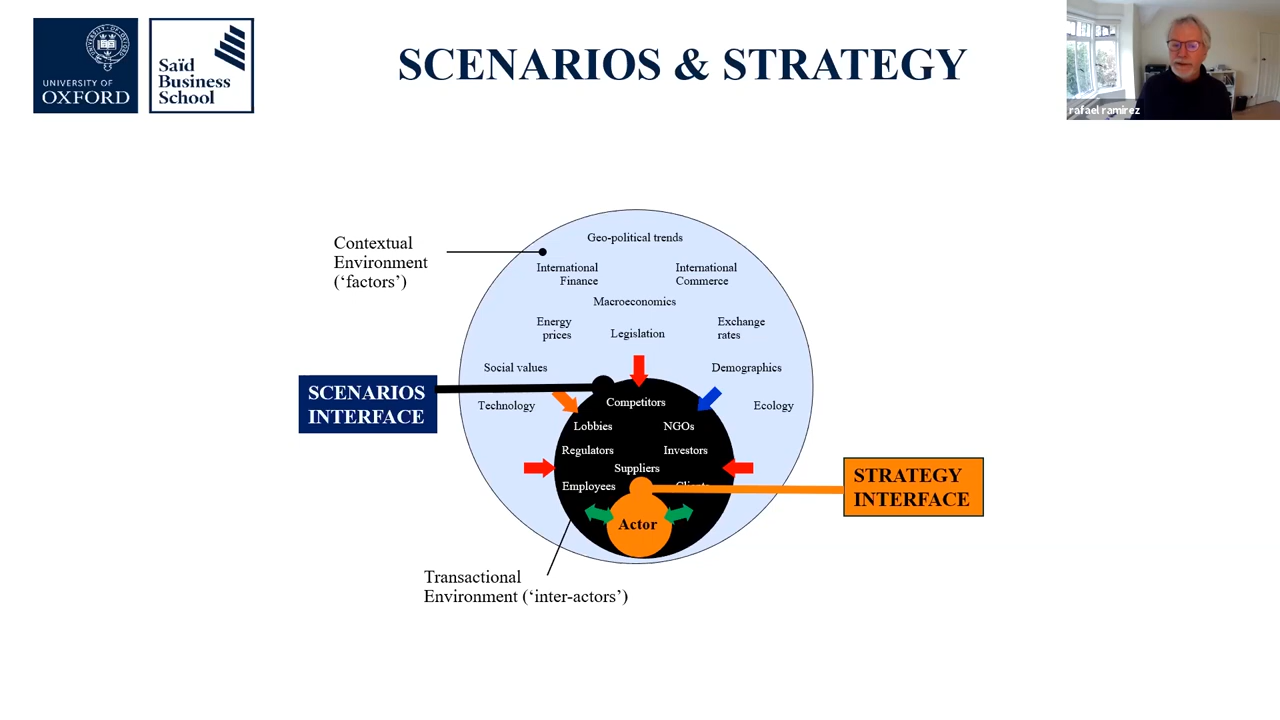 UNIVERSITY OF
OXFORD
Saïd
Business
School
SCENARIOS & STRATEGY
rafael ramirez
Contextual
Environment
(‘factors’)
Geo-political trends
International
Finance
International
Commerce
Macroeconomics
Energy
prices
Legislation
Exchange
rates
Social values
Demographics
Technology
Ecology
SCENARIOS
INTERFACE
Competitors
Lobbies
NGOs
Regulators
Investors
Suppliers
Employees
Clients
Actor
STRATEGY
INTERFACE
Transactional
Environment (‘inter-actors’)